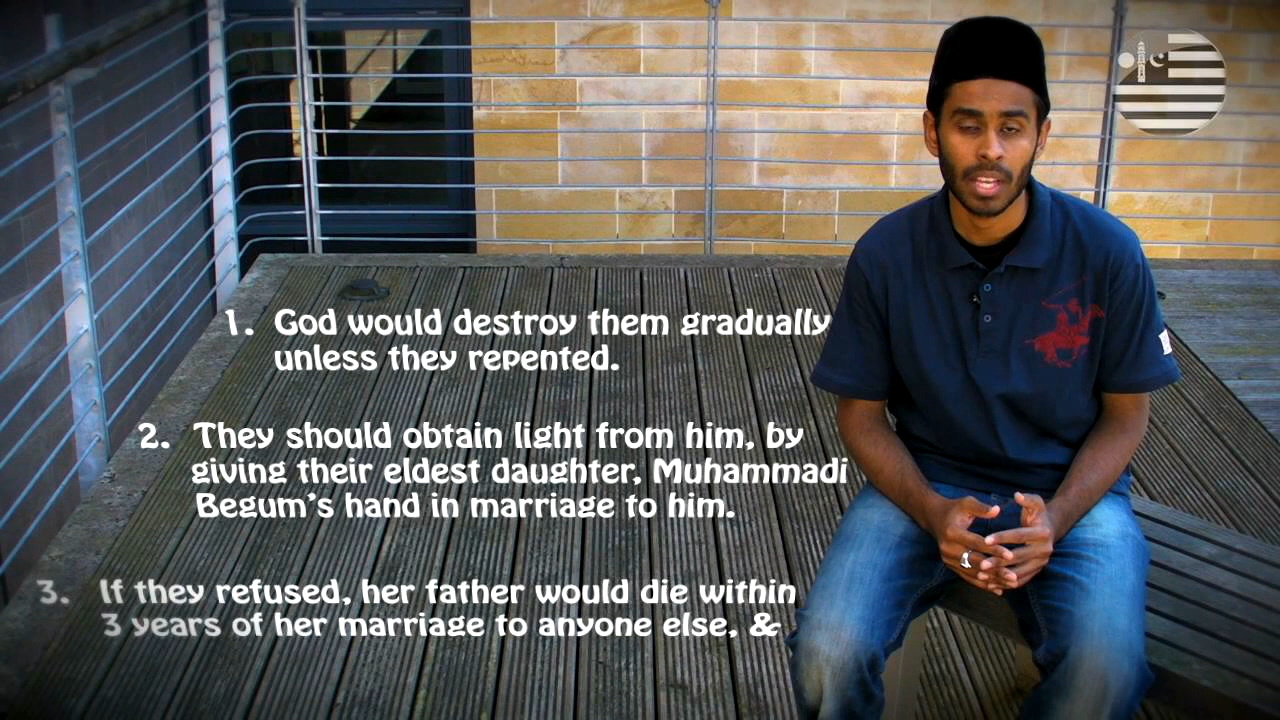 1. God would destroy them gradually
unless they repented.
2. They should obtain light from him, by
giving their eldest daughter, Muhammadi
Begum's hand in marriage to him.
3. If they refused, her father would die within
3 years of her marriage to anyone else, &